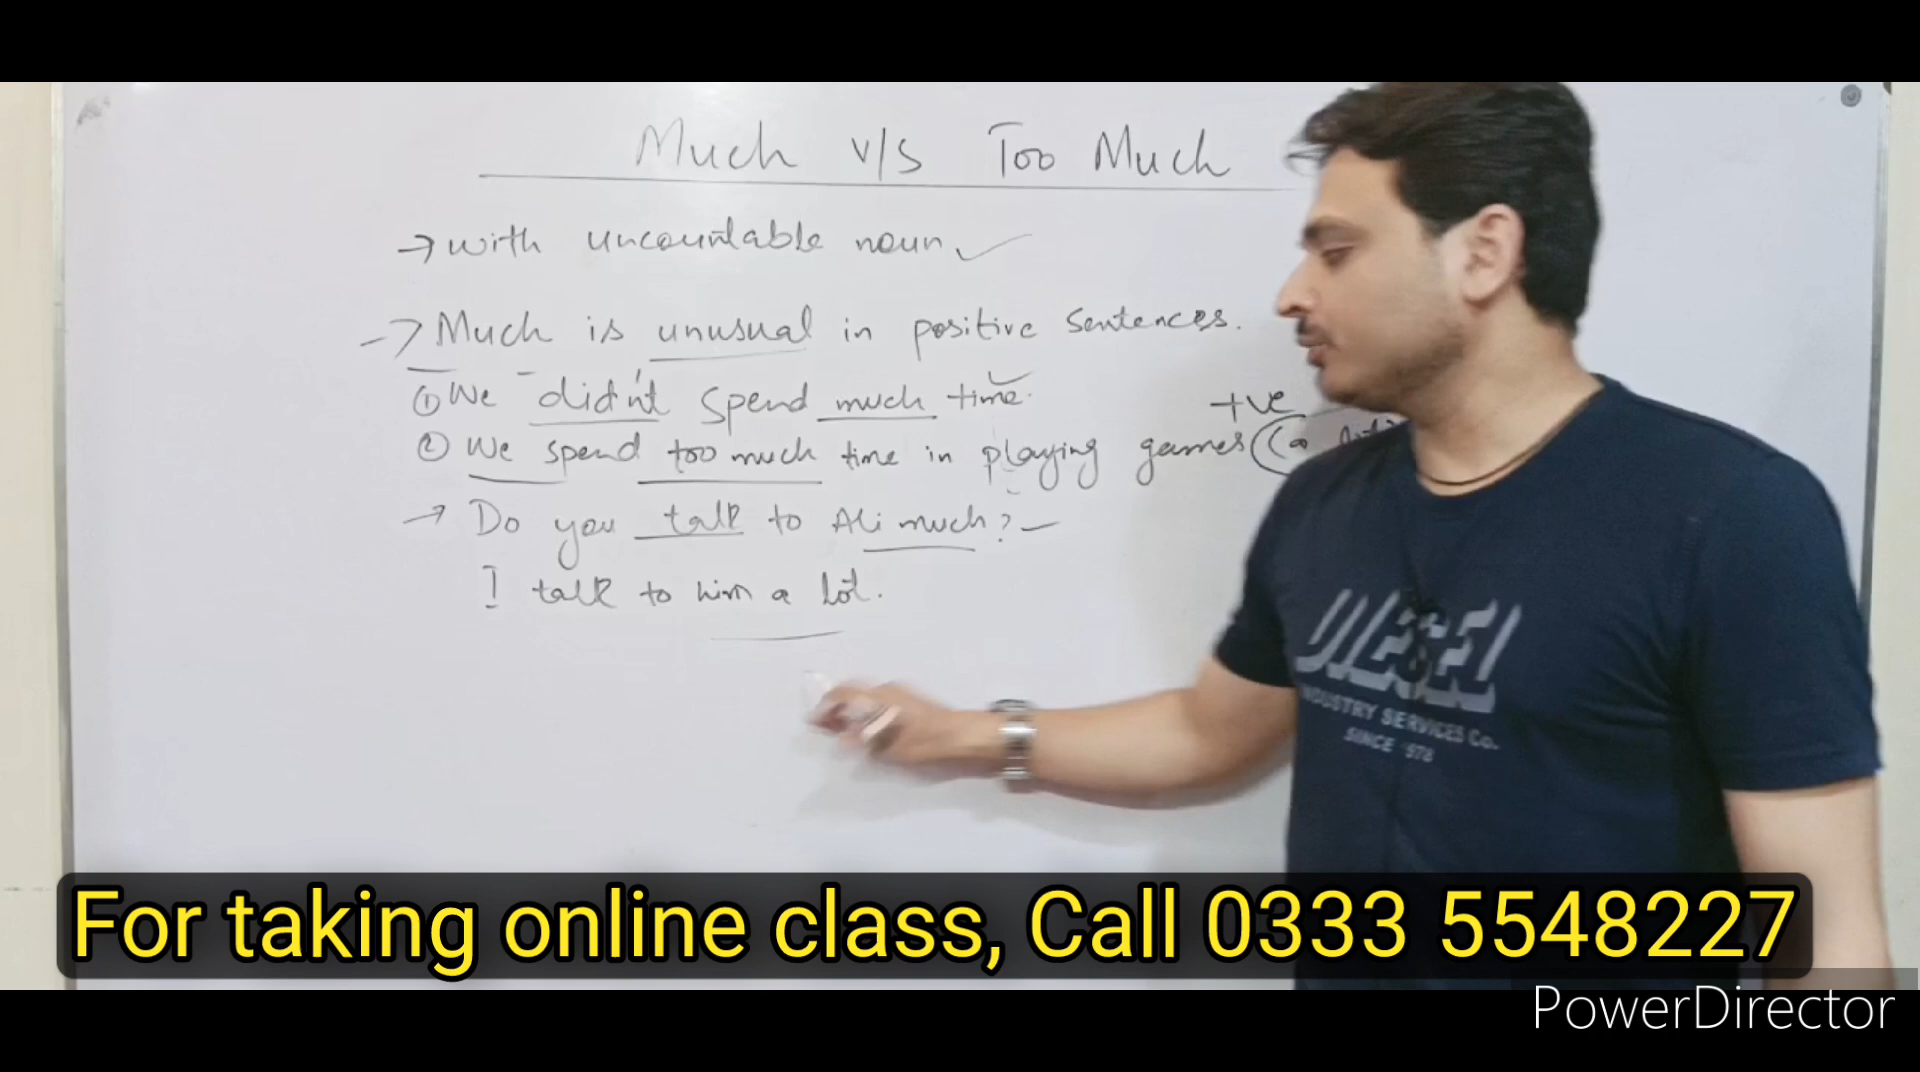 Much v/s Too Much
→ with uncountable noun ✓
→ Much is unusual in positive sentences.
① We didn't spend much time.
+ve
② We spend too much time in playing games (a lot)
→ Do you talk to Ali much? –
I talk to him a lot.
DIESEL
INDUSTRY SERVICES Co.
SINCE 1978
For taking online class, Call 0333 5548227
PowerDirector